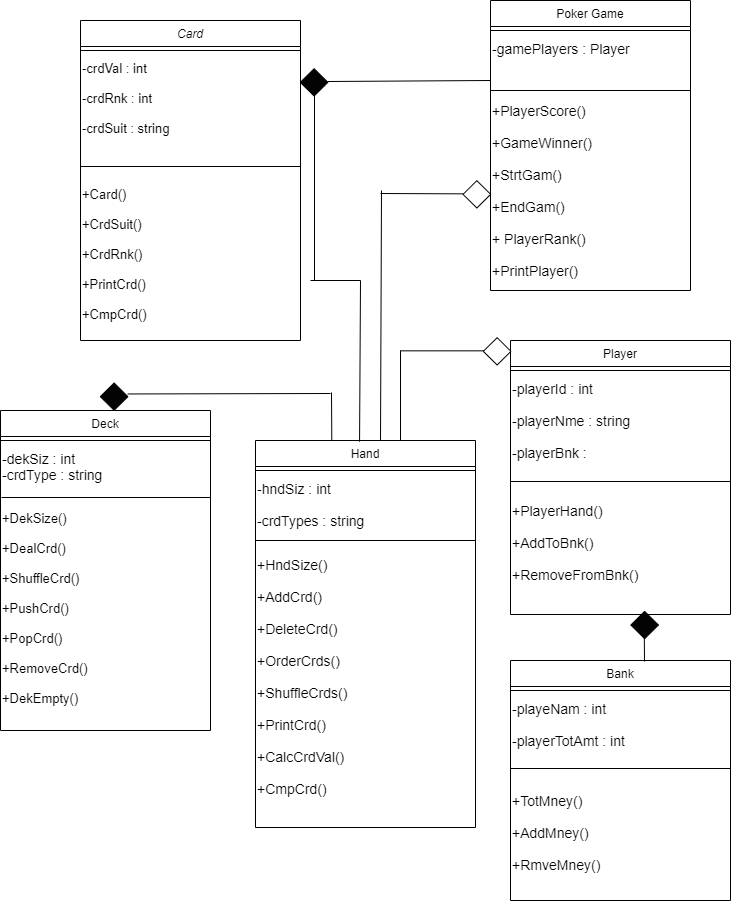 Card
-crdVal : int
-crdRnk : int
-crdSuit : string
+Card()
+CrdSuit()
+CrdRnk()
+PrintCrd()
+CmpCrd()
Poker Game
-gamePlayers : Player
+PlayerScore()
+GameWinner()
+StrtGam()
+EndGam()
+ PlayerRank()
+PrintPlayer()
Deck
-dekSiz : int
-crdType : string
+DekSize()
+DealCrd()
+ShuffleCrd()
+PushCrd()
+PopCrd()
+RemoveCrd()
+DekEmpty()
Hand
-hndSiz : int
-crdTypes : string
+HndSize()
+AddCrd()
+DeleteCrd()
+OrderCrds()
+ShuffleCrds()
+PrintCrd()
+CalcCrdVal()
+CmpCrd()
Player
-playerId : int
-playerNme : string
-playerBnk :
+PlayerHand()
+AddToBnk()
+RemoveFromBnk()
Bank
-playeNam : int
-playerTotAmt : int
+TotMney()
+AddMney()
+RmveMney()